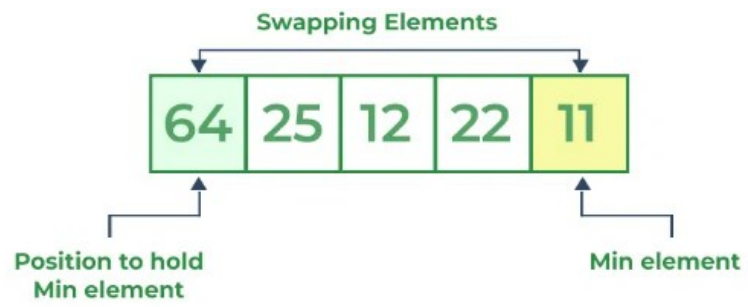 Swapping Elements
64 25 12 22 11
Position to hold
Min element
Min element